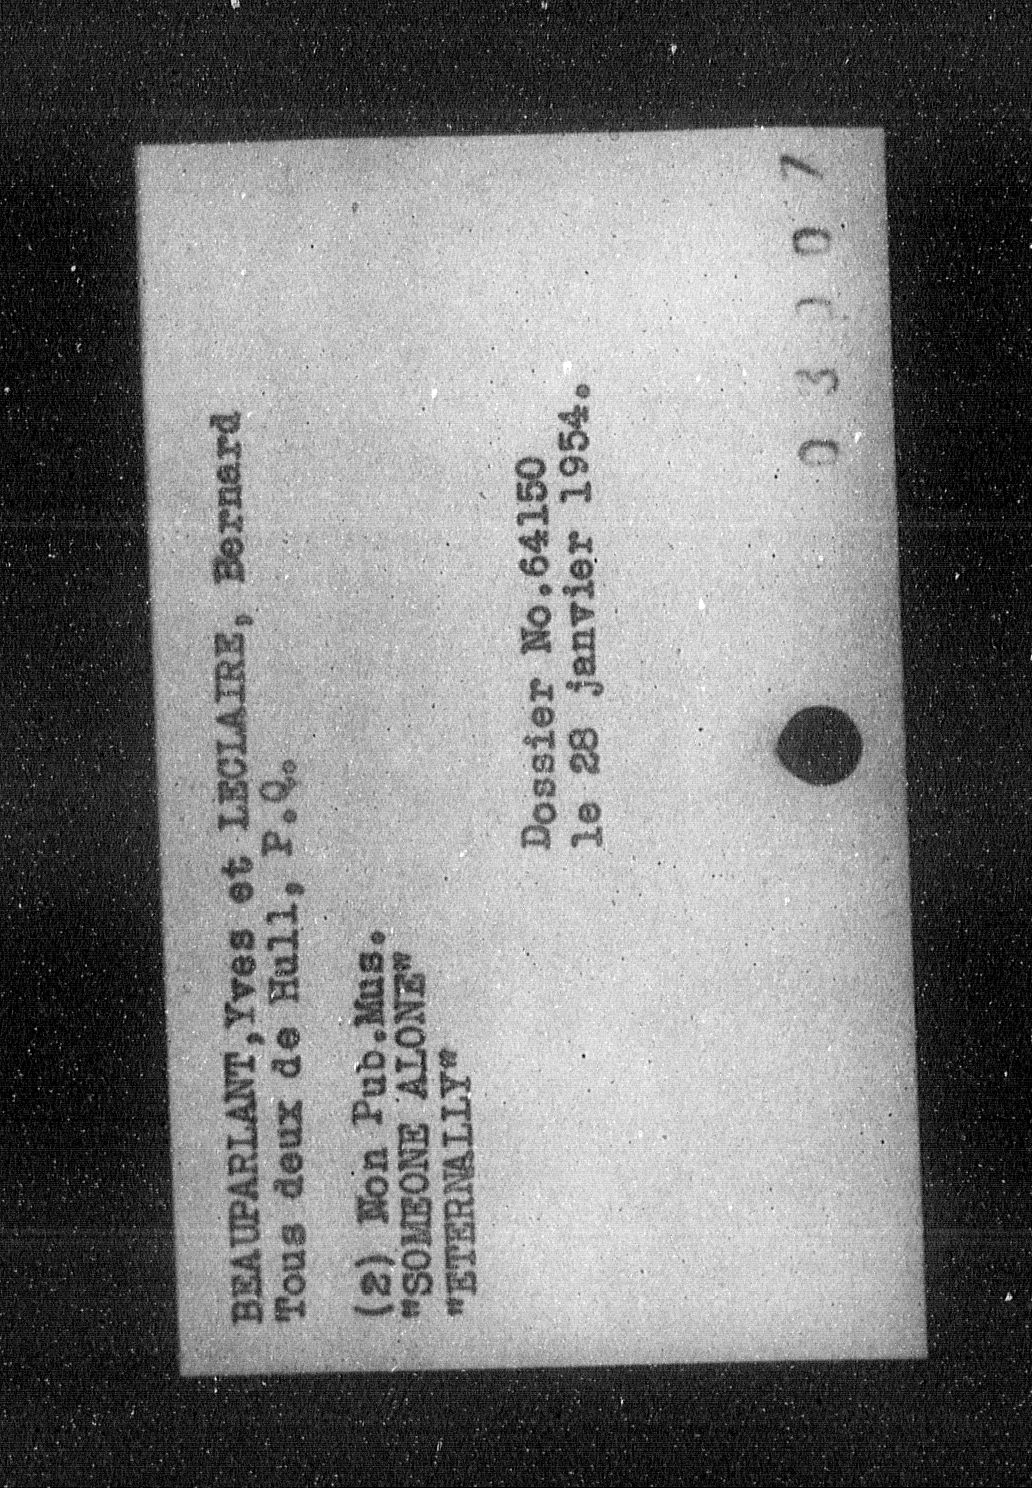 BEAUPARLANT,Yves et LECLAIRE, Bernard
Tous deux de Hull, P.Q.
(2) Non Pub.Mus.
"SOMEONE ALONE"
"ETERNALLY"
Dossier No.64150
le 28 janvier 1954.